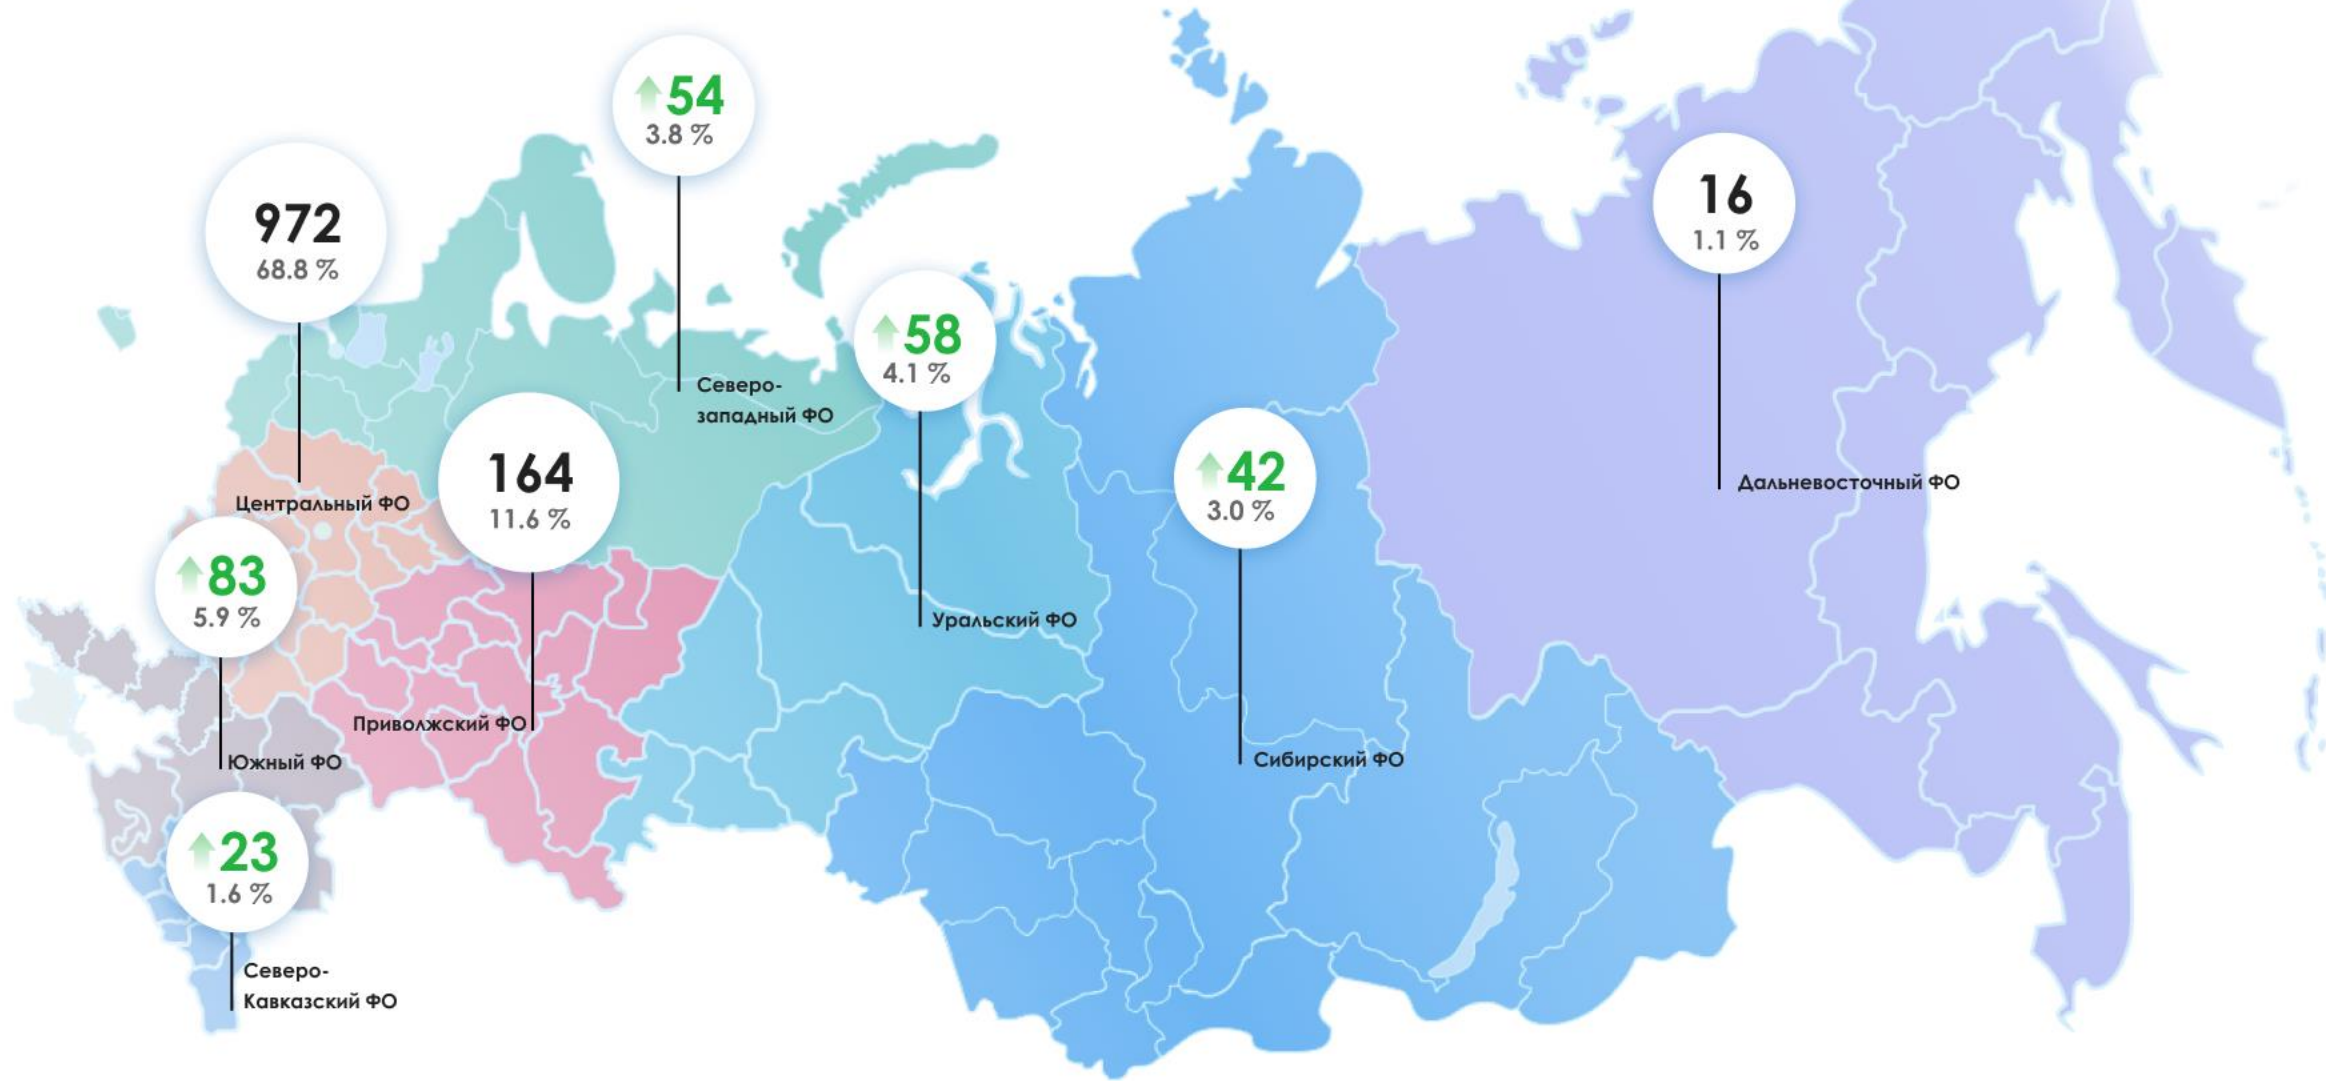 54
3.8 %
Северо-
западный ФО
972
68.8 %
Центральный ФО
16
1.1 %
Дальневосточный ФО
58
4.1 %
Уральский ФО
164
11.6 %
Приволжский ФО
42
3.0 %
Сибирский ФО
83
5.9 %
Южный ФО
23
1.6 %
Северо-
Кавказский ФО